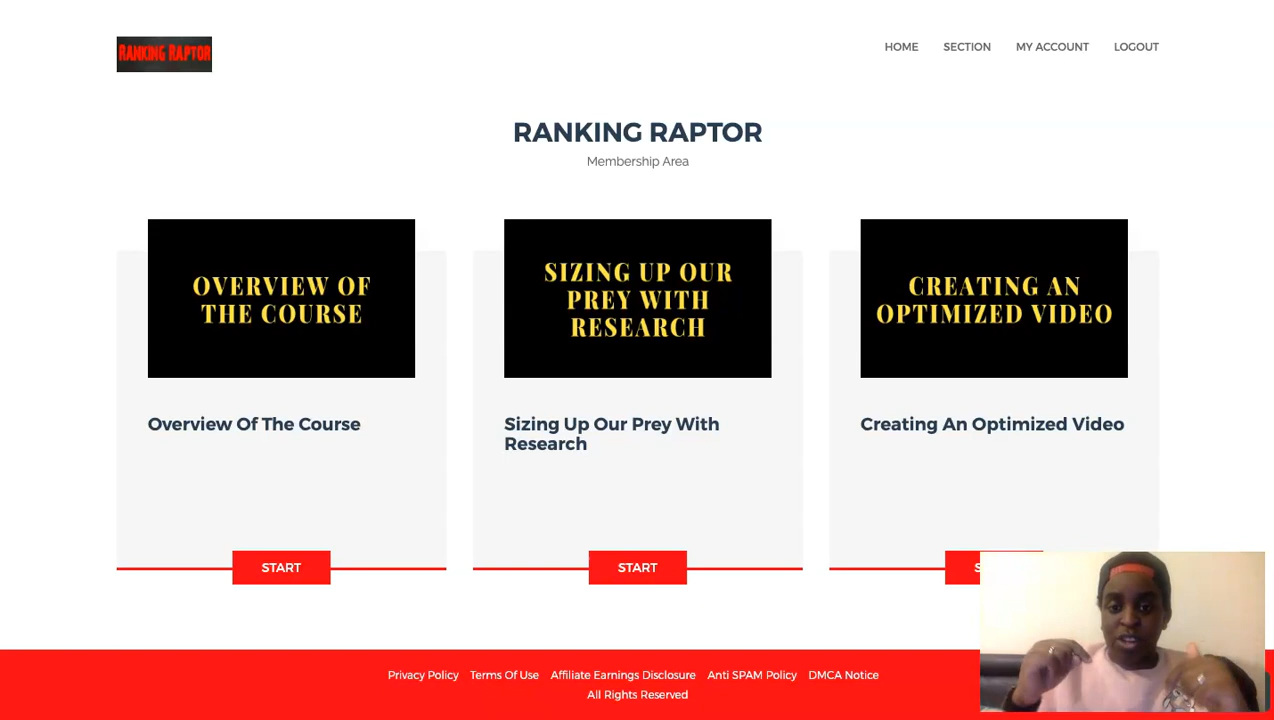 RANKING RAPTOR
HOME SECTION MY ACCOUNT LOGOUT
RANKING RAPTOR
Membership Area
OVERVIEW OF
THE COURSE
SIZING UP OUR
PREY WITH
RESEARCH
CREATING AN
OPTIMIZED VIDEO
Overview Of The Course
Sizing Up Our Prey With
Research
Creating An Optimized Video
START
START
Privacy Policy Terms Of Use Affiliate Earnings Disclosure Anti SPAM Policy DMCA Notice
All Rights Reserved